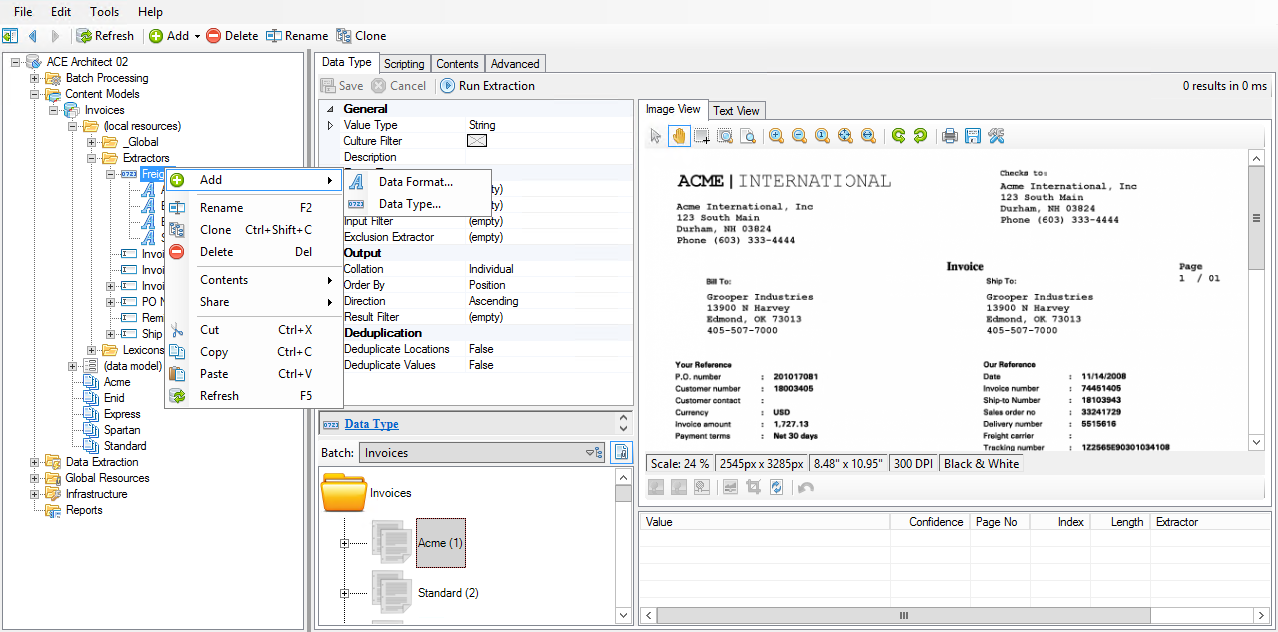 File Edit Tools Help
Refresh Add Delete Rename Clone
ACE Architect 02
Batch Processing
Content Models
Invoices
(local resources)
_Global
Extractors
Freig
Invoi
Invoi
Invoi
PO N
Rem
Ship
Lexicons
(data model)
Acme
Enid
Express
Spartan
Standard
Data Extraction
Global Resources
Infrastructure
Reports
Add
Rename F2
Clone Ctrl+Shift+C
Delete Del
Contents
Share
Cut Ctrl+X
Copy Ctrl+C
Paste Ctrl+V
Refresh F5
Data Format...
Data Type...
Data Type Scripting Contents Advanced
Save Cancel Run Extraction
0 results in 0 ms
General
Value Type String
Culture Filter
Description
Input Filter (empty)
Exclusion Extractor (empty)
Output
Collation Individual
Order By Position
Direction Ascending
Result Filter (empty)
Deduplication
Deduplicate Locations False
Deduplicate Values False
Data Type
Batch: Invoices
Invoices
Acme (1)
Standard (2)
Image View Text View
ACME | INTERNATIONAL
Acme International, Inc
123 South Main
Durham, NH 03824
Phone (603) 333-4444
Checks to:
Acme International, Inc
123 South Main
Durham, NH 03824
Phone (603) 333-4444
Invoice
Page
1 / 01
Bill To:
Grooper Industries
13900 N Harvey
Edmond, OK 73013
405-507-7000
Ship To:
Grooper Industries
13900 N Harvey
Edmond, OK 73013
405-507-7000
Your Reference
P.O. number : 201017081
Customer number : 18003405
Customer contact :
Currency : USD
Invoice amount : 1,727.13
Payment terms : Net 30 days
Our Reference
Date : 11/14/2008
Invoice number : 74451405
Ship-to Number : 18103943
Sales order no : 33241729
Delivery number : 5515616
Freight carrier :
Tracking number : 1Z2565E90301034108
Scale: 24 % 2545px x 3285px 8.48" x 10.95" 300 DPI Black & White
Value Confidence Page No Index Length Extractor